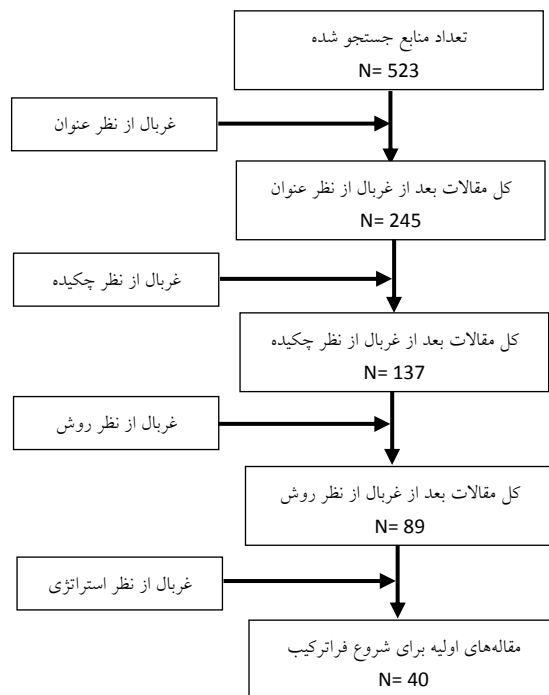 تعداد منابع جستجو شده
N= 523
غربال از نظر عنوان
کل مقالات بعد از غربال از نظر عنوان
N= 245
غربال از نظر چکیده
کل مقالات بعد از غربال از نظر چکیده
N= 137
غربال از نظر روش
کل مقالات بعد از غربال از نظر روش
N= 89
غربال از نظر استراتژی
مقاله‌های اولیه برای شروع فراترکیب
N= 40